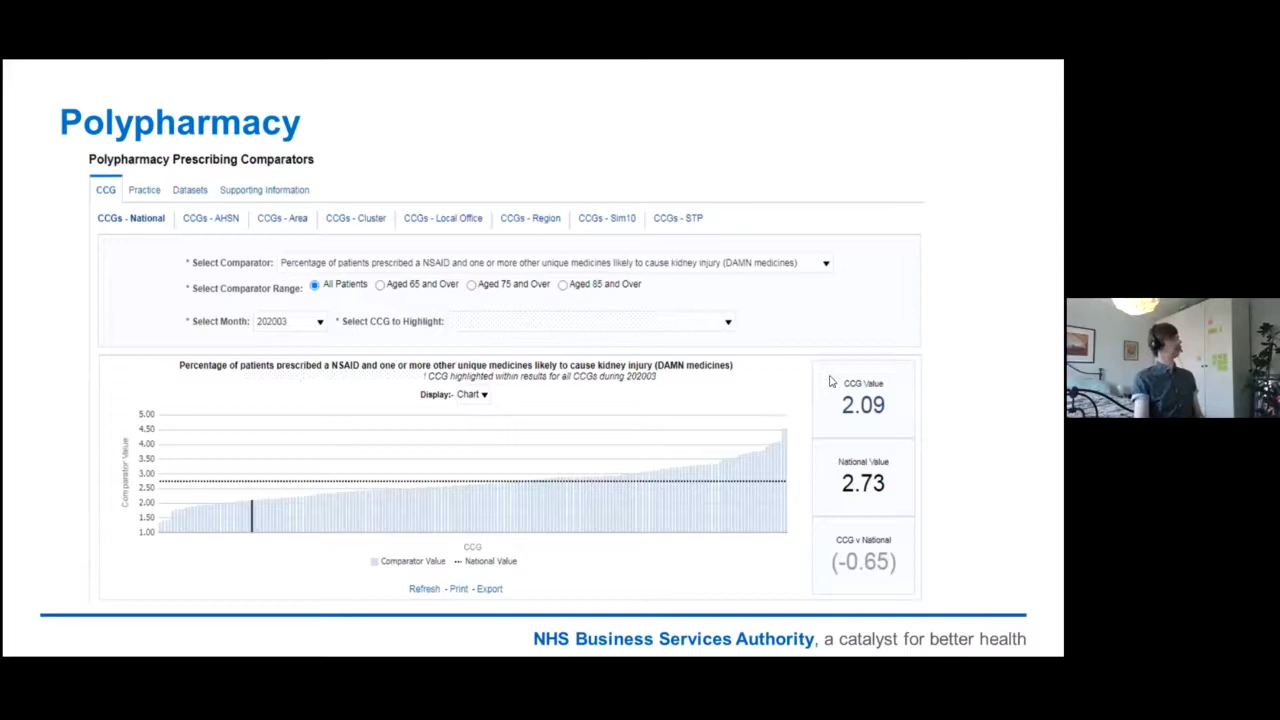 Polypharmacy
Polypharmacy Prescribing Comparators
CCG Practice Datasets Supporting Information
CCGs - National CCGs - AHSN CCGs - Area CCGs - Cluster CCGs - Local Office CCGs - Region CCGs - Sim10 CCGs - STP
* Select Comparator: Percentage of patients prescribed a NSAID and one or more other unique medicines likely to cause kidney injury (DAMN medicines)
* Select Comparator Range: All Patients Aged 65 and Over Aged 75 and Over Aged 85 and Over
* Select Month: 202003 * Select CCG to Highlight:
Percentage of patients prescribed a NSAID and one or more other unique medicines likely to cause kidney injury (DAMN medicines)
CCG highlighted within results for all CCGs during 202003
Display:- Chart
5.00
4.50
4.00
3.50
3.00
2.50
2.00
1.50
1.00
Comparator Value
CCG
Comparator Value National Value
Refresh - Print - Export
CCG Value
2.09
National Value
2.73
CCG v National
(-0.65)
NHS Business Services Authority, a catalyst for better health